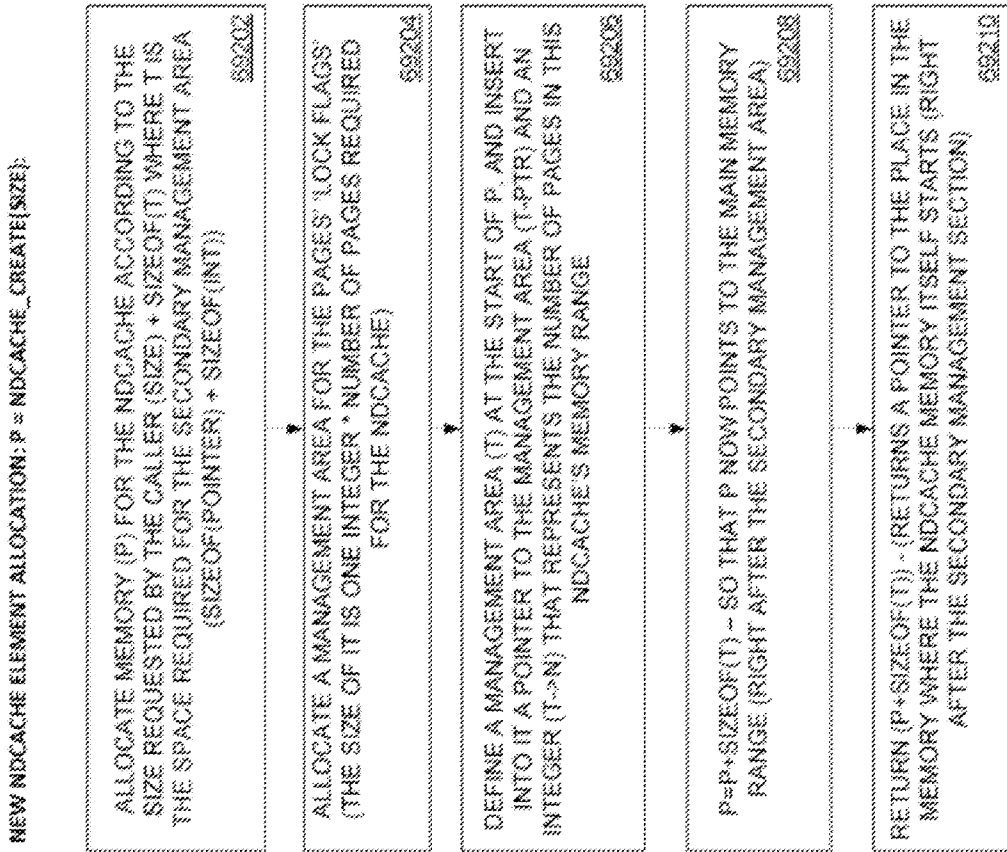 NEW NDCACHE ELEMENT ALLOCATION: P = NDCACHE_CREATE(SIZE);
ALLOCATE MEMORY (P) FOR THE NDCACHE ACCORDING TO THE
SIZE REQUESTED BY THE CALLER (SIZE) + SIZEOF(T) WHERE T IS
THE SPACE REQUIRED FOR THE SECONDARY MANAGEMENT AREA
(SIZEOF(POINTER) + SIZEOF(INT))
69202
ALLOCATE A MANAGEMENT AREA FOR THE PAGES' 'LOCK FLAGS'
(THE SIZE OF IT IS ONE INTEGER * NUMBER OF PAGES REQUIRED
FOR THE NDCACHE)
69204
DEFINE A MANAGEMENT AREA (T) AT THE START OF P, AND INSERT
INTO IT A POINTER TO THE MANAGEMENT AREA (T->PTR) AND AN
INTEGER (T->N) THAT REPRESENTS THE NUMBER OF PAGES IN THIS
NDCACHE'S MEMORY RANGE
69206
P=P+SIZEOF(T) – SO THAT P NOW POINTS TO THE MAIN MEMORY
RANGE (RIGHT AFTER THE SECONDARY MANAGEMENT AREA)
69208
RETURN (P+SIZEOF(T)) - (RETURNS A POINTER TO THE PLACE IN THE
MEMORY WHERE THE NDCACHE MEMORY ITSELF STARTS (RIGHT
AFTER THE SECONDARY MANAGEMENT SECTION)
69210